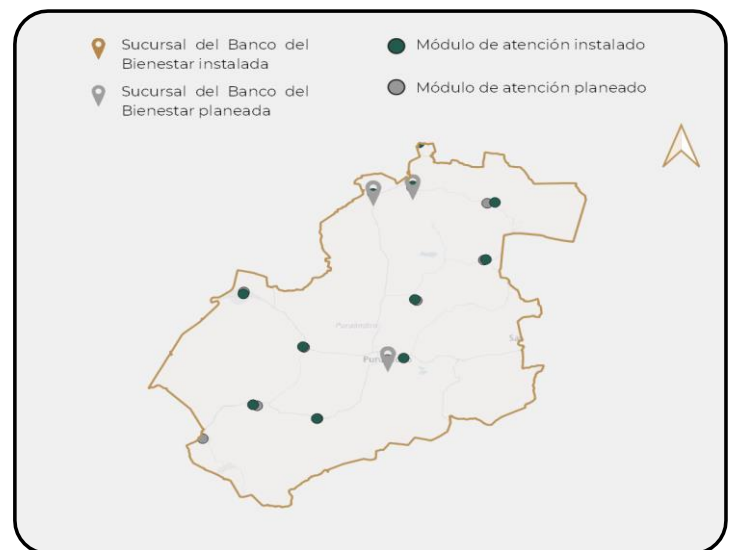 Sucursal del Banco del
Bienestar instalada
Sucursal del Banco del
Bienestar planeada
Módulo de atención instalado
Módulo de atención planeado
Puruándiro